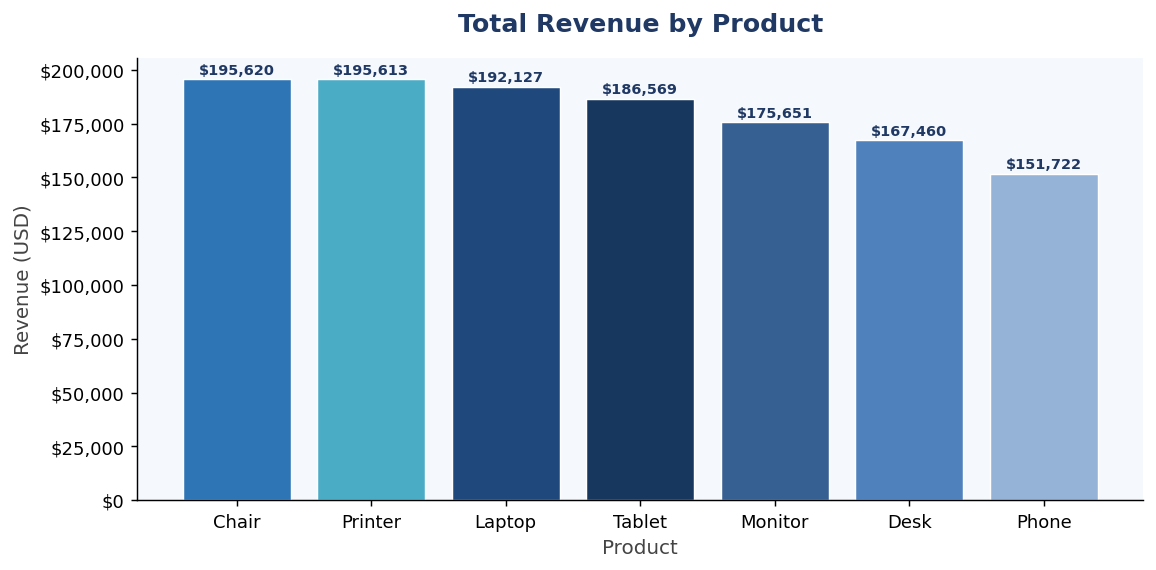 Total Revenue by Product
Revenue (USD)
$200,000
$175,000
$150,000
$125,000
$100,000
$75,000
$50,000
$25,000
$0
$195,620
$195,613
$192,127
$186,569
$175,651
$167,460
$151,722
Chair
Printer
Laptop
Tablet
Monitor
Desk
Phone
Product